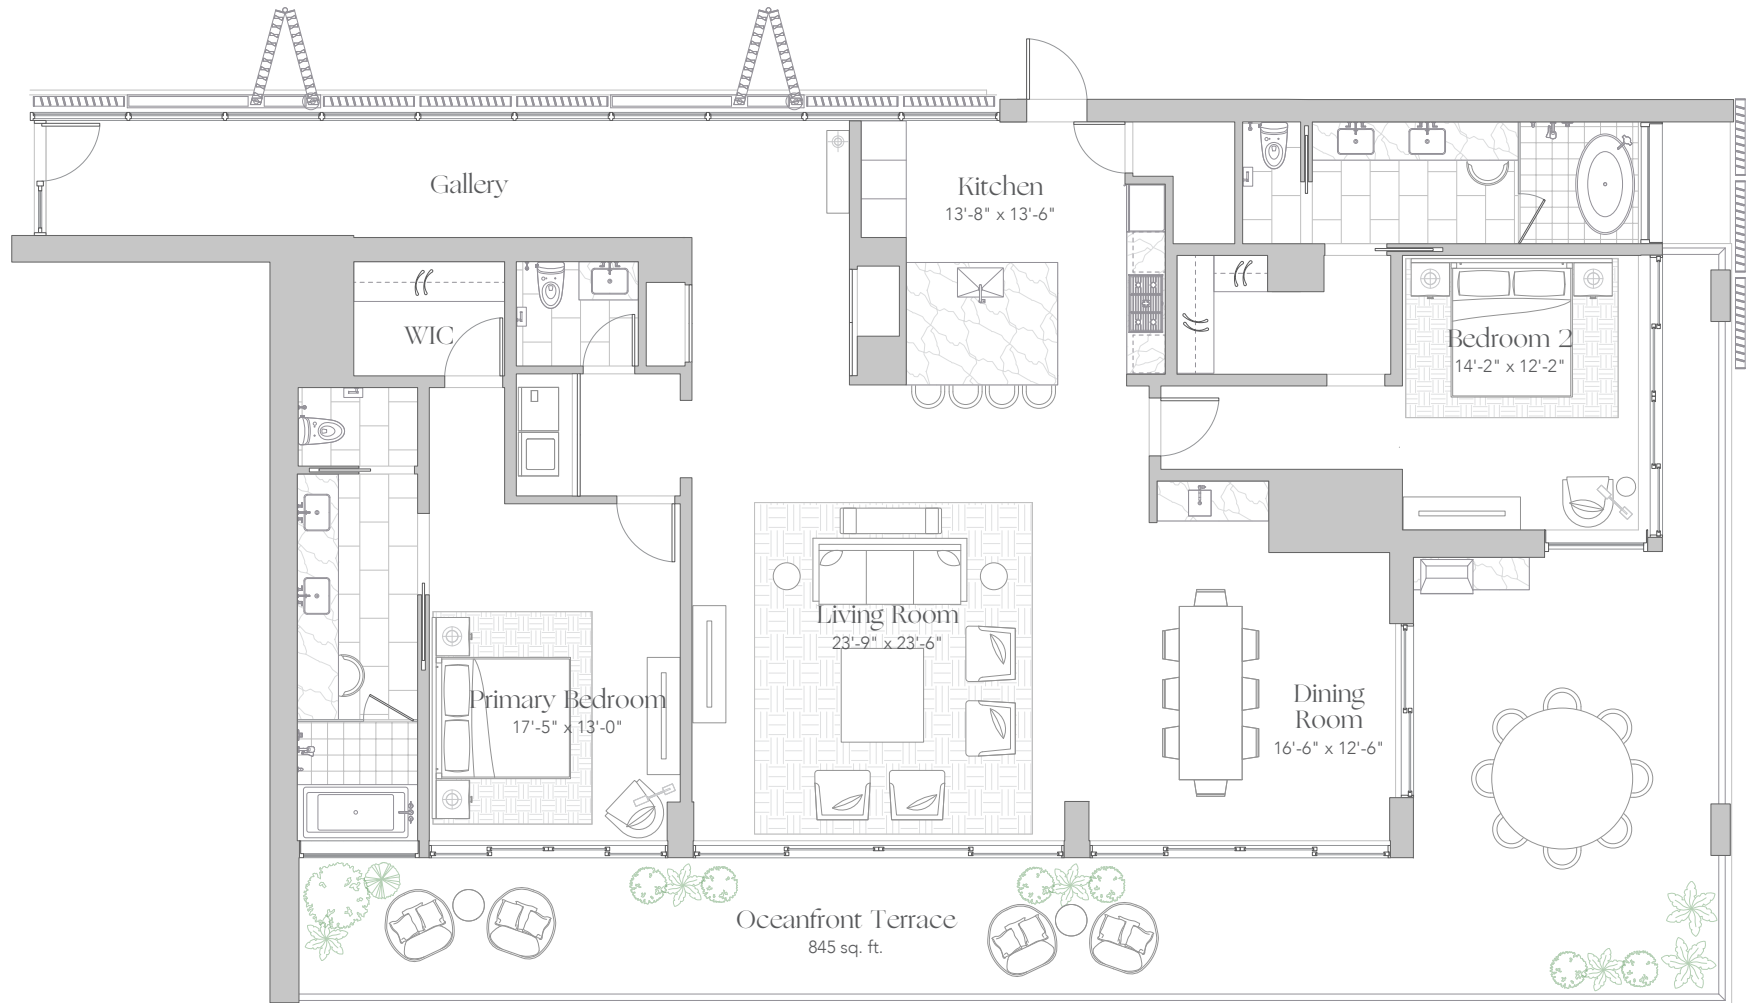 Gallery
Kitchen
13'-8" x 13'-6"
WIC
Bedroom 2
14'-2" x 12'-2"
Living Room
23'-9" x 23'-6"
Primary Bedroom
17'-5" x 13'-0"
Dining
Room
16'-6" x 12'-6"
Oceanfront Terrace
845 sq. ft.